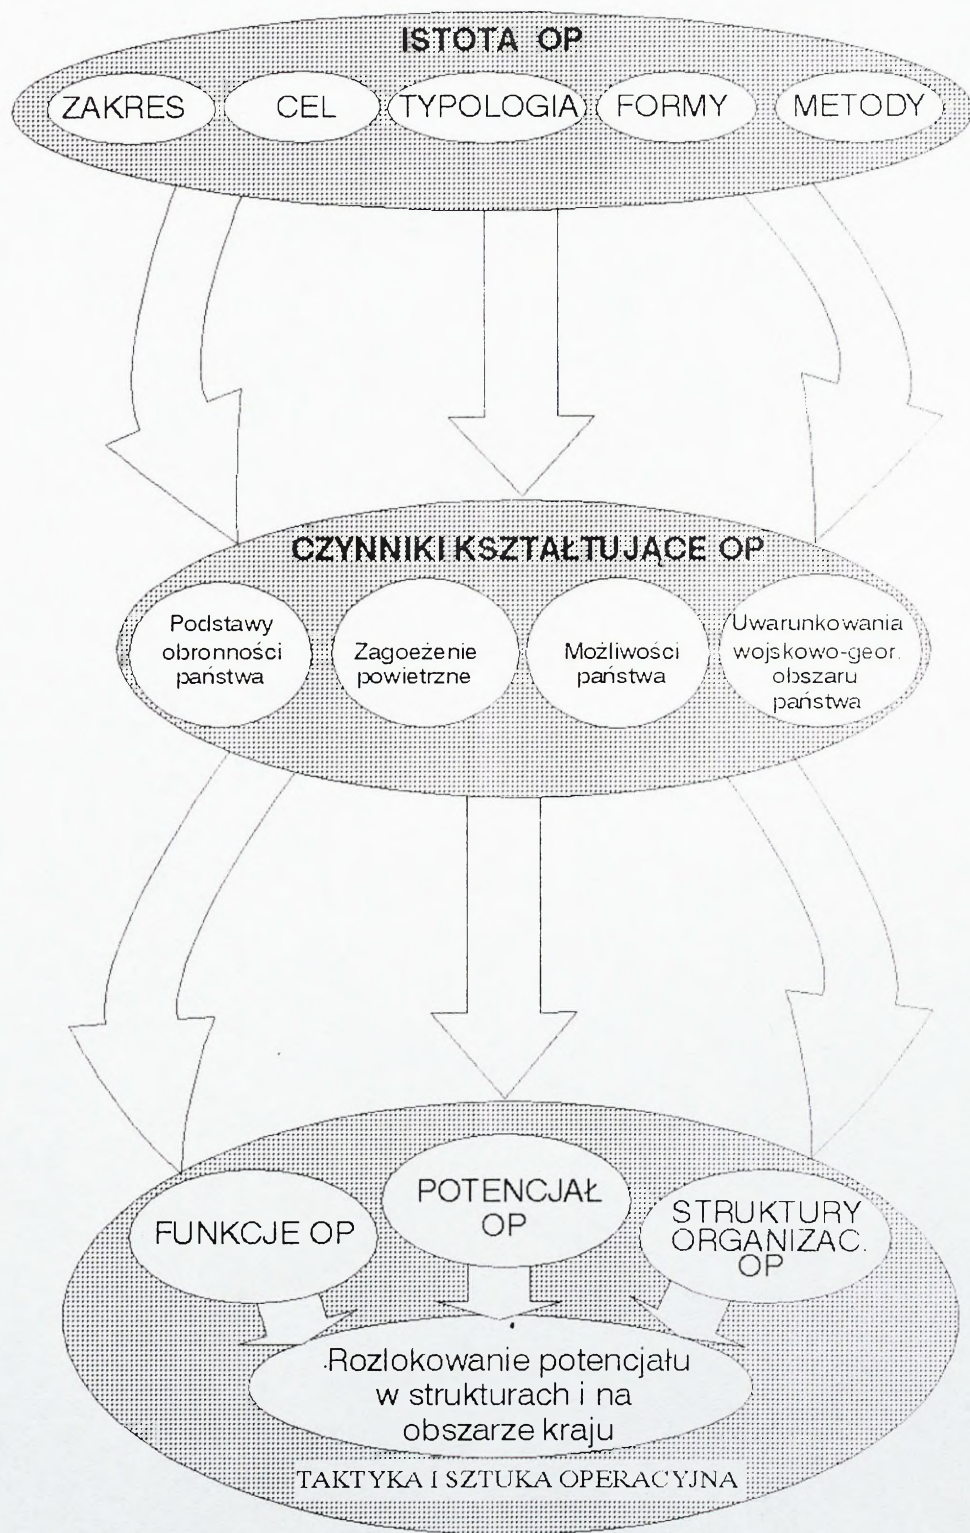 ISTOTA OP
ZAKRES CEL TYPOLOGIA FORMY METODY
CZYNNIKI KSZTAŁTUJĄCE OP
Podstawy
obronności
państwa
Zagoeżenie
powietrzne
Możliwości
państwa
Uwarunkowania
wojskowo-geor.
obszaru
państwa
FUNKCJE OP
POTENCJAŁ
OP
STRUKTURY
ORGANIZAC.
OP
.Rozlokowanie potencjału
w strukturach i na
obszarze kraju
TAKTYKA I SZTUKA OPERACYJNA